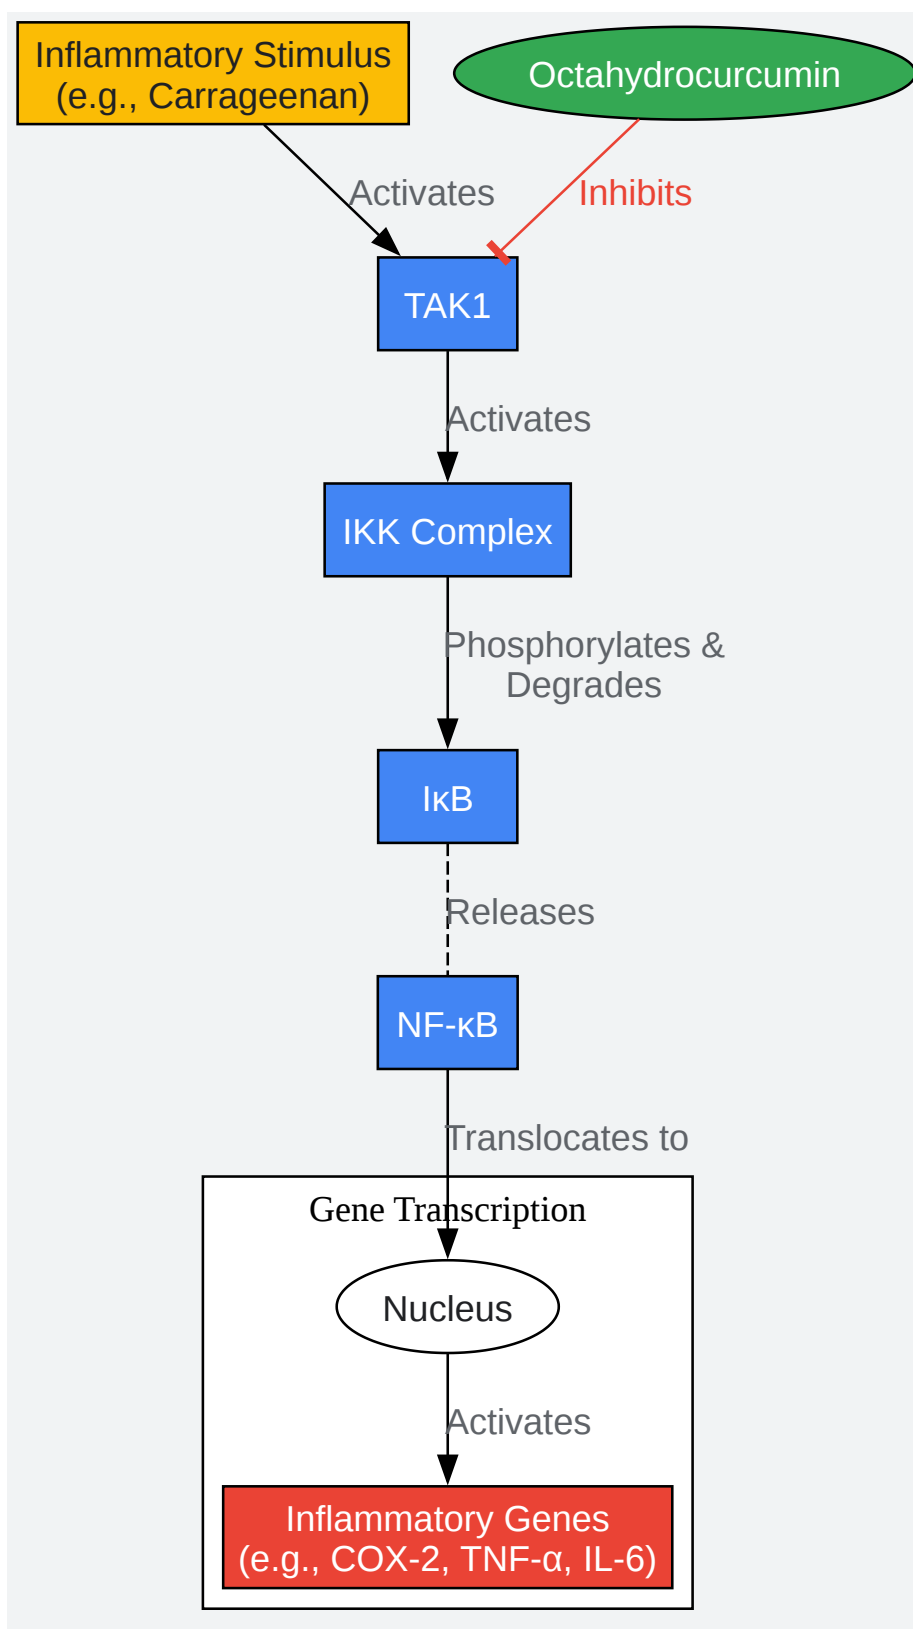 Inflammatory Stimulus
(e.g., Carrageenan)
Octahydrocurcumin
Activates
Inhibits
TAK1
Activates
IKK Complex
Phosphorylates &
Degrades
IκB
Releases
NF-κB
Translocates to
Gene Transcription
Nucleus
Activates
Inflammatory Genes
(e.g., COX-2, TNF-α, IL-6)